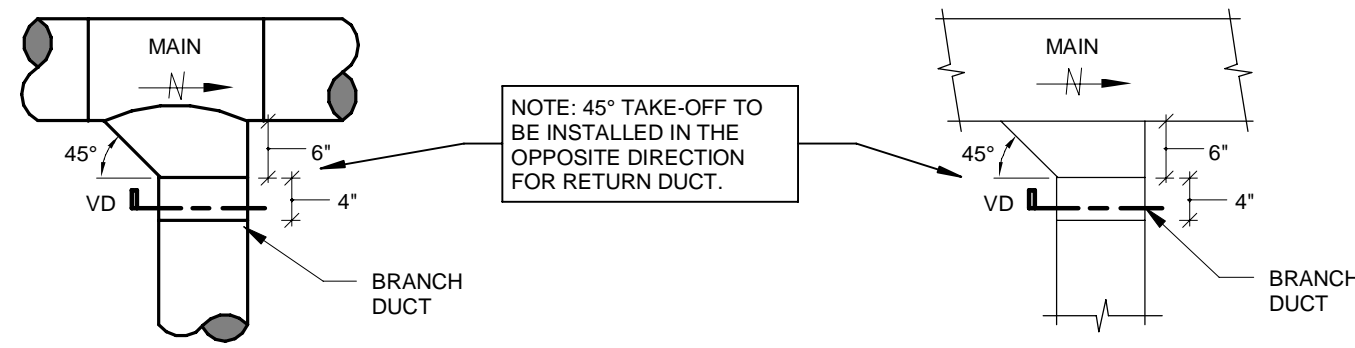 MAIN
45°
6"
VD
4"
BRANCH
DUCT
NOTE: 45° TAKE-OFF TO
BE INSTALLED IN THE
OPPOSITE DIRECTION
FOR RETURN DUCT.
MAIN
45°
6"
VD
4"
BRANCH
DUCT